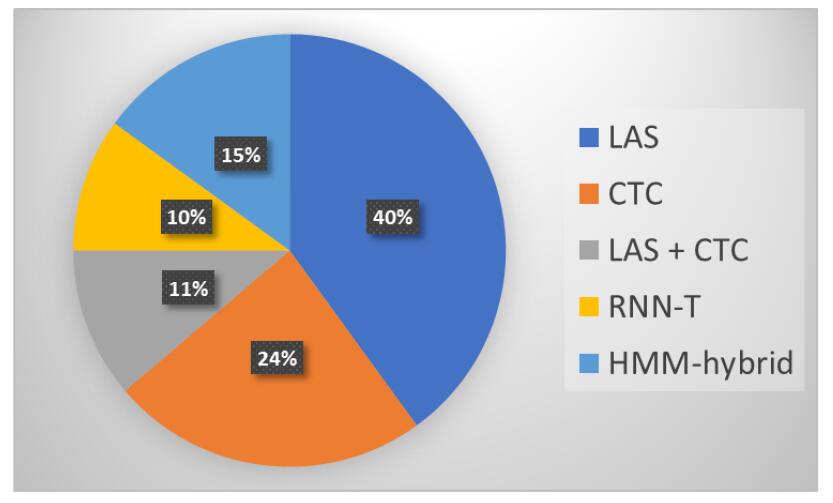 15%
40%
10%
11%
24%
LAS
CTC
LAS + CTC
RNN-T
HMM-hybrid